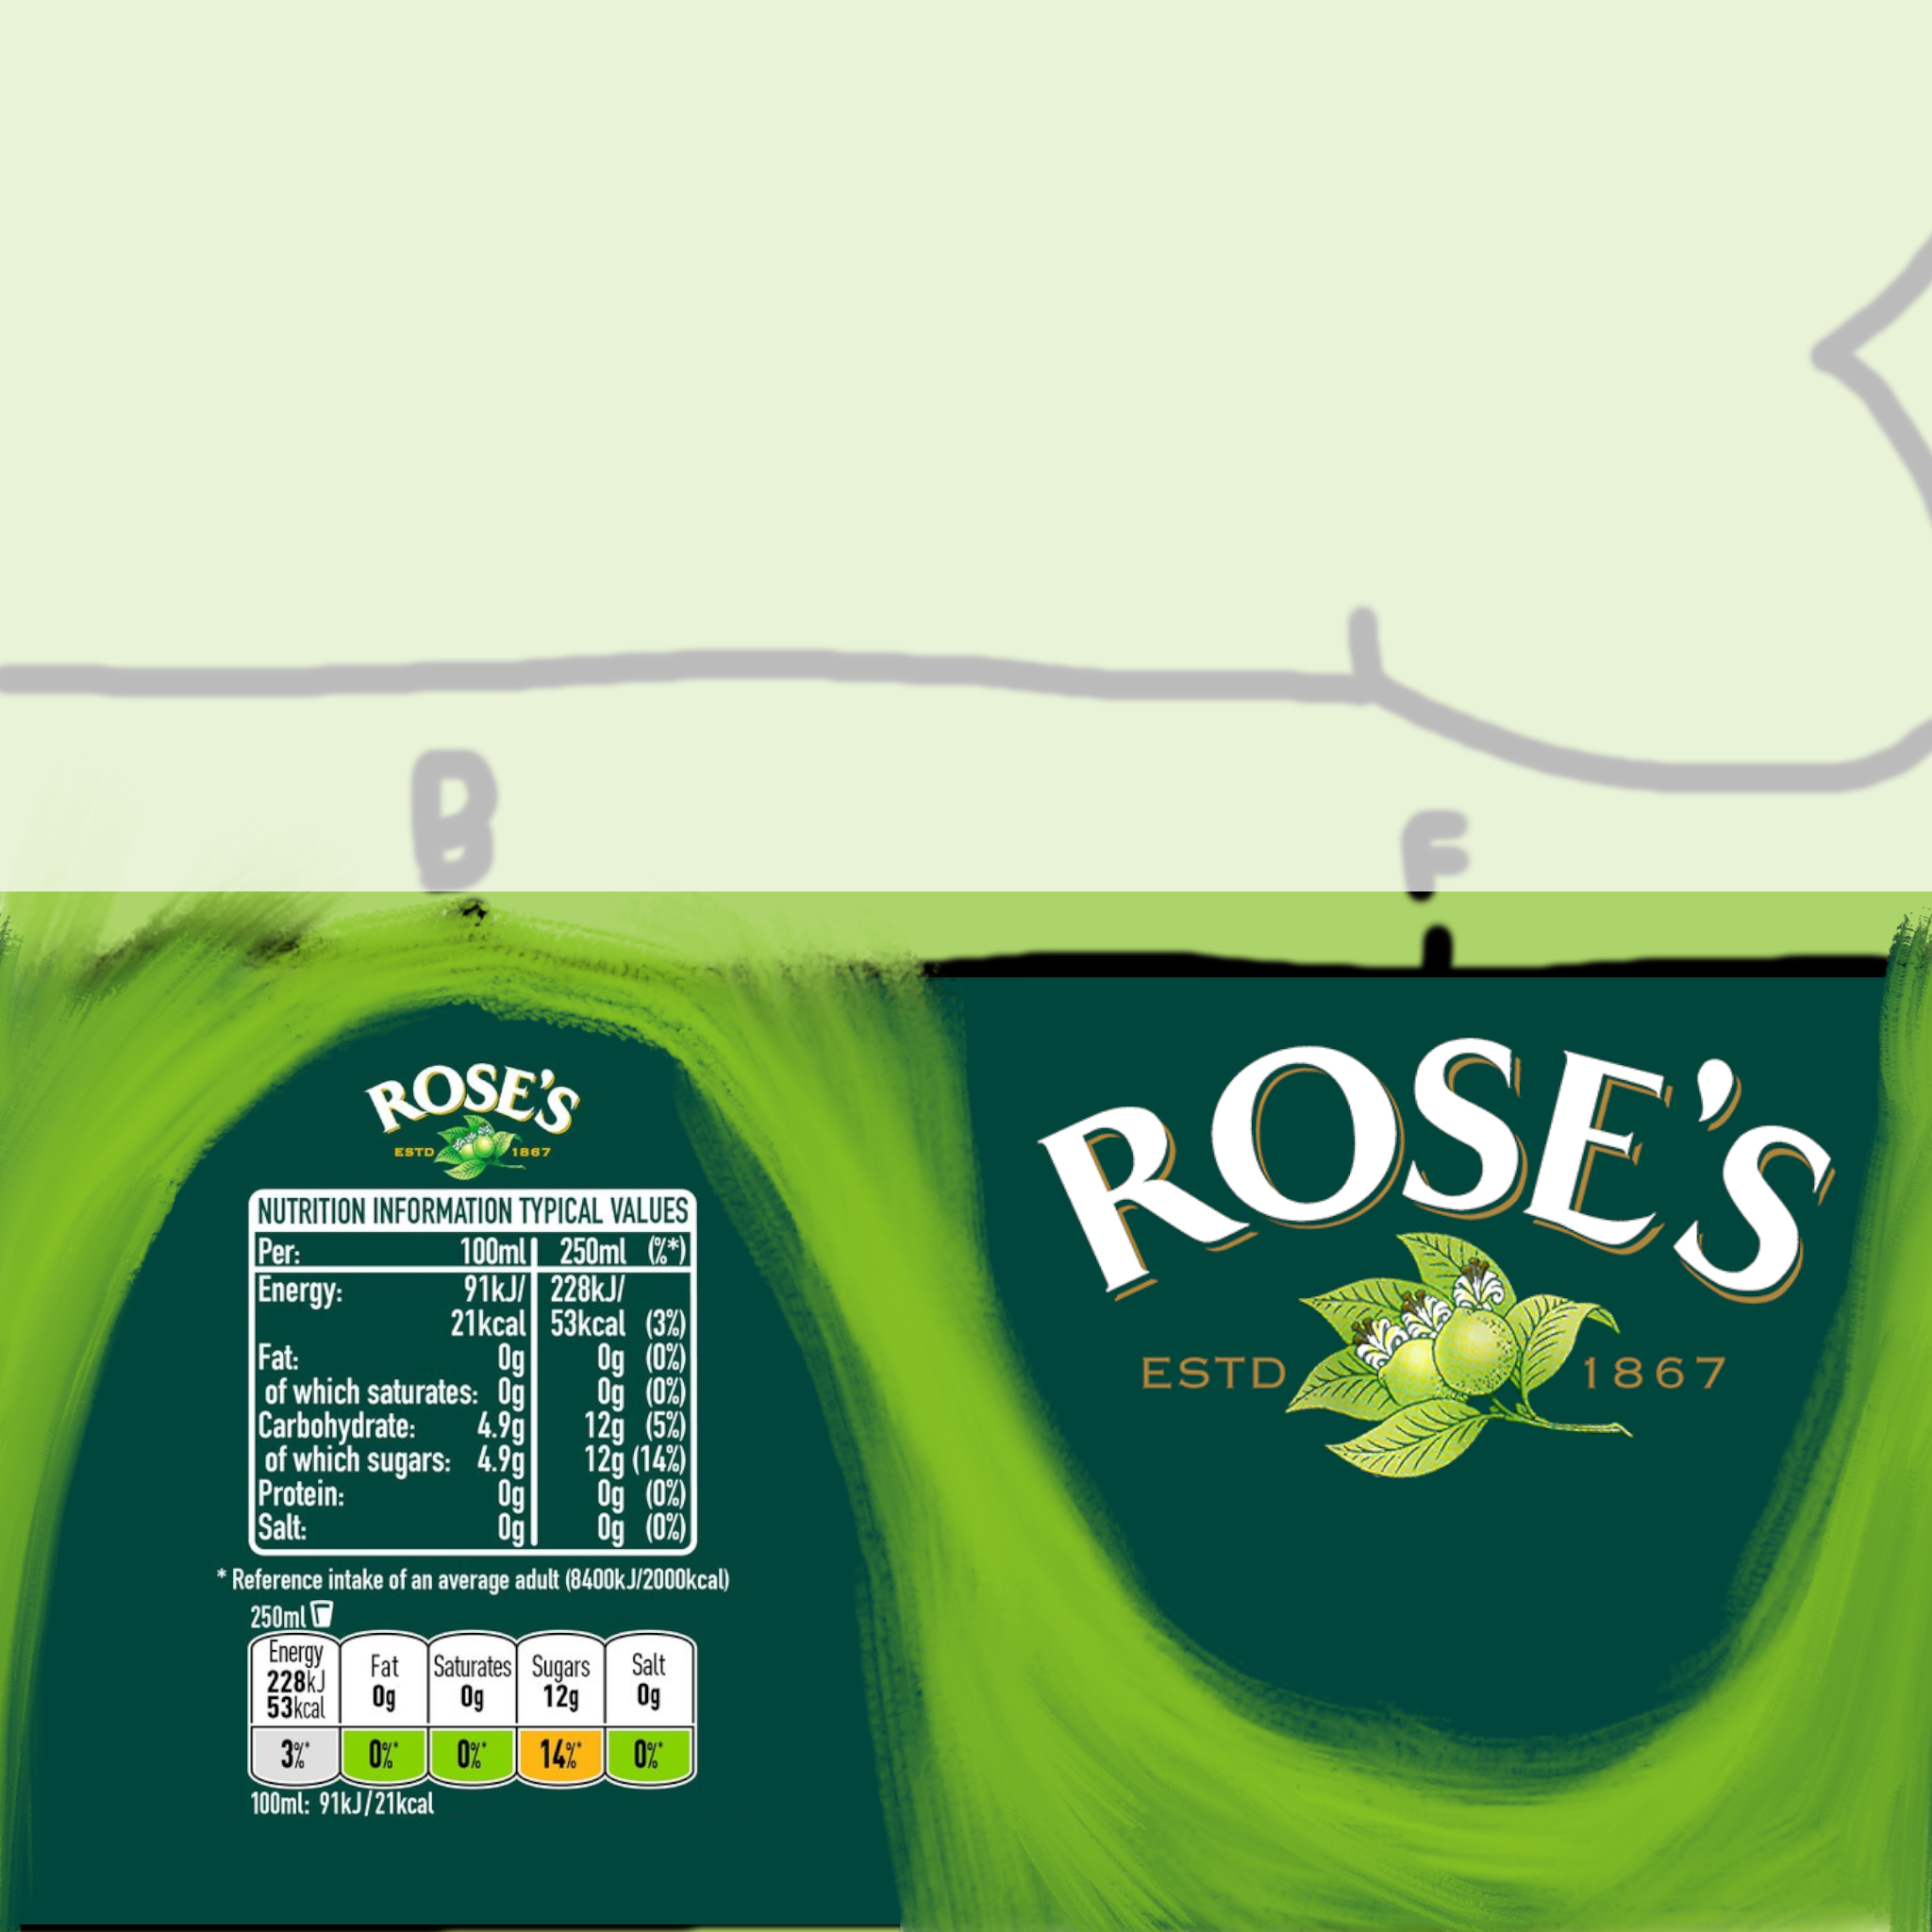 B
F
ROSE'S
ESTD 1867
NUTRITION INFORMATION TYPICAL VALUES
Per: 100ml 250ml (%*)
Energy: 91kJ/ 228kJ/
21kcal 53kcal (3%)
Fat: 0g 0g (0%)
of which saturates: 0g 0g (0%)
Carbohydrate: 4.9g 12g (5%)
of which sugars: 4.9g 12g (14%)
Protein: 0g 0g (0%)
Salt: 0g 0g (0%)
* Reference intake of an average adult (8400kJ/2000kcal)
250ml
Energy 228kJ 53kcal 3%*
Fat 0g 0%*
Saturates 0g 0%*
Sugars 12g 14%*
Salt 0g 0%*
100ml: 91kJ/21kcal
ROSE'S
ESTD 1867